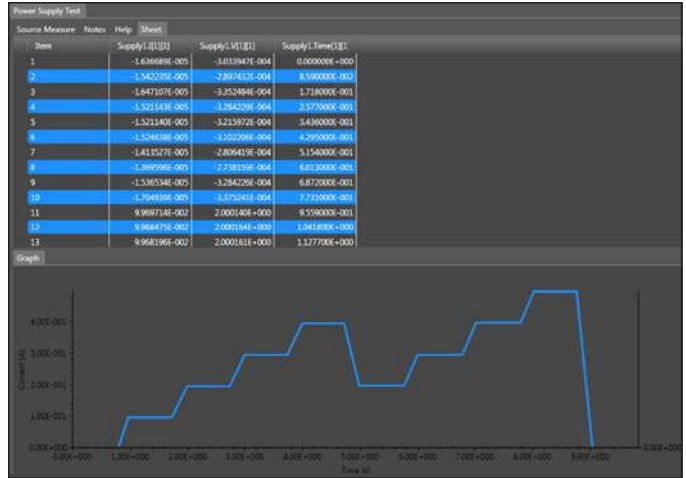 Power Supply Test
Source Measure Notes Help Sheet
Item Supply1.I[1][1] Supply1.V[1][1] Supply1.Time[1][1
1 -1.636689E-005 -3.033947E-004 0.000000E+000
2 -1.542235E-005 -2.897432E-004 8.590000E-002
3 -1.647107E-005 -3.352484E-004 1.718000E-001
4 -1.521143E-005 -3.284229E-004 2.577000E-001
5 -1.521140E-005 -3.215972E-004 3.436000E-001
6 -1.524638E-005 -3.102206E-004 4.295000E-001
7 -1.413527E-005 -2.806419E-004 5.154000E-001
8 -1.369596E-005 -2.738159E-004 6.013000E-001
9 -1.536534E-005 -3.284226E-004 6.872000E-001
10 -1.704939E-005 -3.375241E-004 7.731000E-001
11 9.969714E-002 2.000140E+000 9.559000E-001
12 9.968475E-002 2.000164E+000 1.041800E+000
13 9.968196E-002 2.000161E+000 1.127700E+000
Graph
4.00E-001
3.00E-001
2.00E-001
1.00E-001
0.00E+000
Current (A)
0.00E+000 1.00E+000 2.00E+000 3.00E+000 4.00E+000 5.00E+000 6.00E+000 7.00E+000 8.00E+000 9.00E+000 0.00E+000
Time (s)